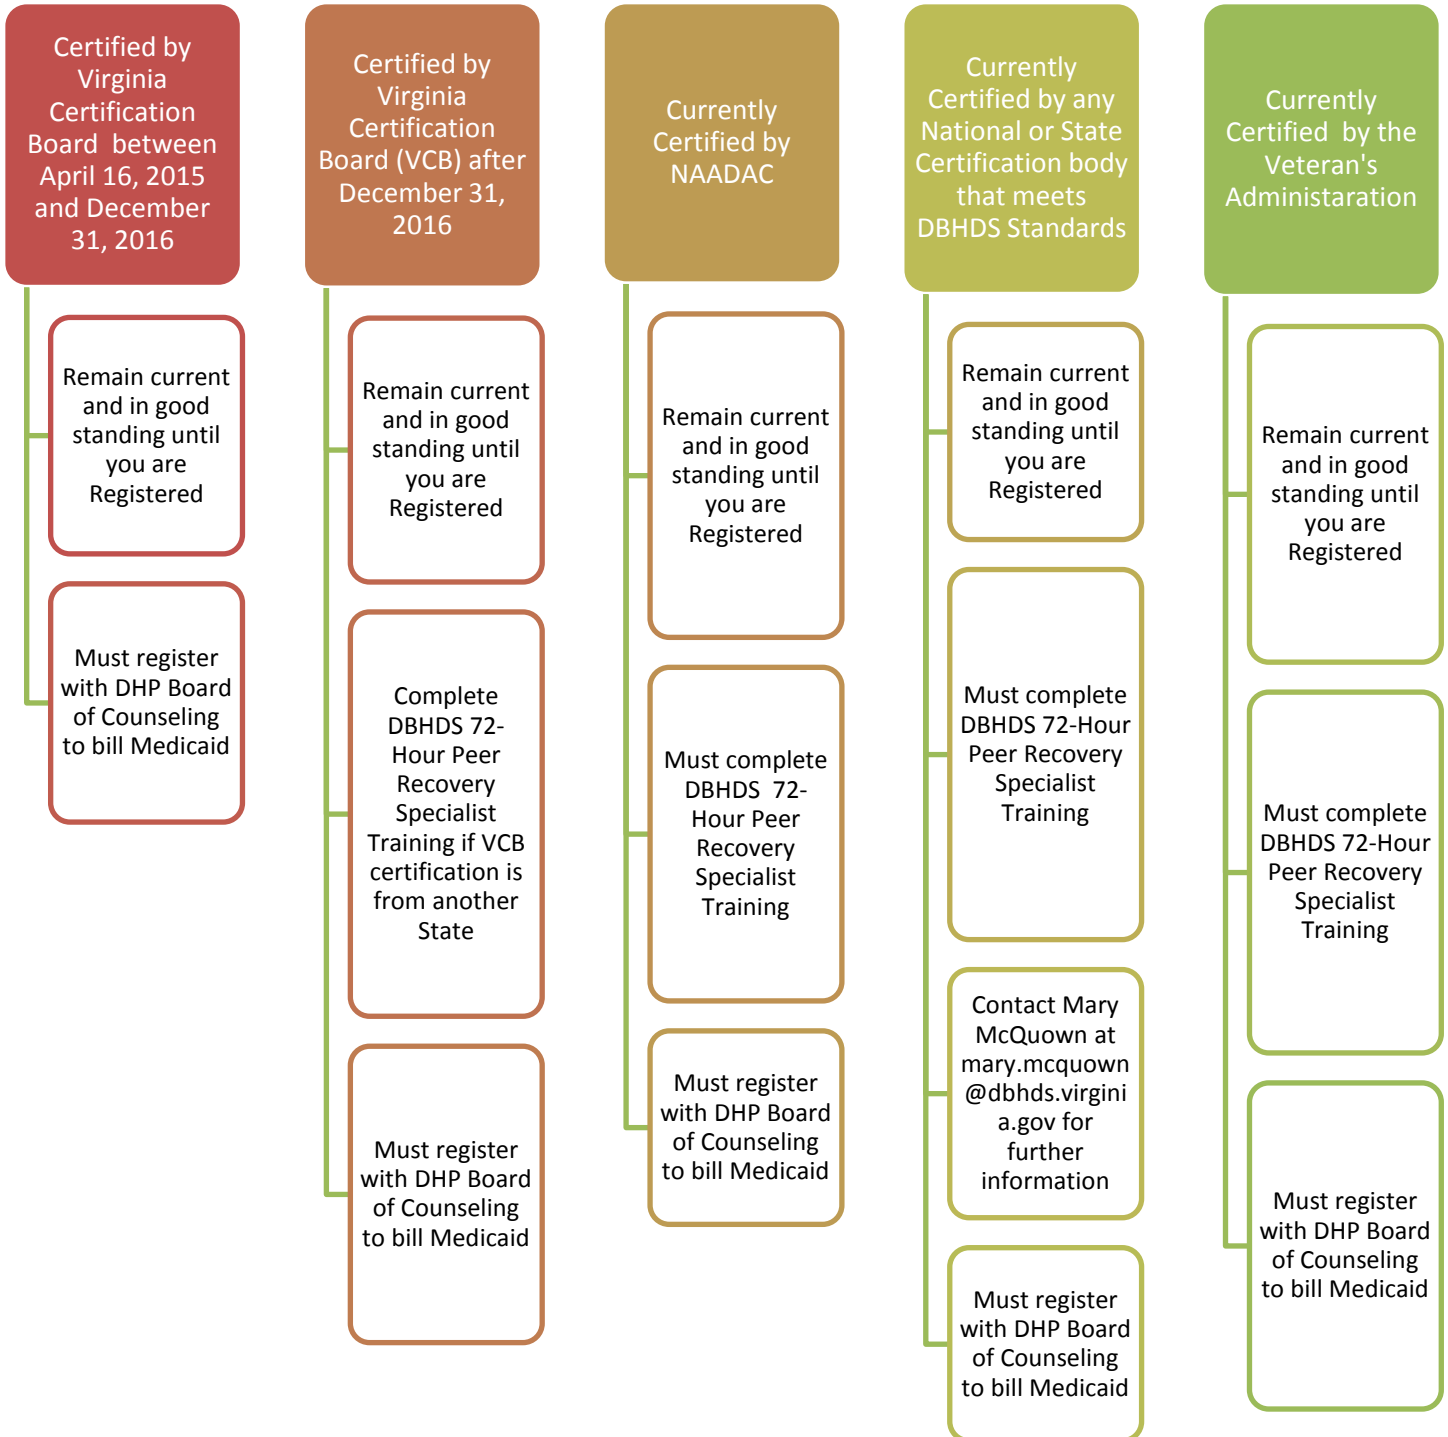 Certified by
Virginia
Certification
Board between
April 16, 2015
and December
31, 2016
Remain current
and in good
standing until
you are
Registered
Must register
with DHP Board
of Counseling
to bill Medicaid
Certified by
Virginia
Certification
Board (VCB) after
December 31,
2016
Remain current
and in good
standing until
you are
Registered
Complete
DBHDS 72-
Hour Peer
Recovery
Specialist
Training if VCB
certification is
from another
State
Must register
with DHP Board
of Counseling
to bill Medicaid
Currently
Certified by
NAADAC
Remain current
and in good
standing until
you are
Registered
Must complete
DBHDS 72-
Hour Peer
Recovery
Specialist
Training
Must register
with DHP Board
of Counseling
to bill Medicaid
Currently
Certified by any
National or State
Certification body
that meets
DBHDS Standards
Remain current
and in good
standing until
you are
Registered
Must complete
DBHDS 72-Hour
Peer Recovery
Specialist
Training
Contact Mary
McQuown at
mary.mcquown
@dbhds.virgini
a.gov for
further
information
Must register
with DHP Board
of Counseling
to bill Medicaid
Currently
Certified by the
Veteran's
Administaration
Remain current
and in good
standing until
you are
Registered
Must complete
DBHDS 72-Hour
Peer Recovery
Specialist
Training
Must register
with DHP Board
of Counseling
to bill Medicaid